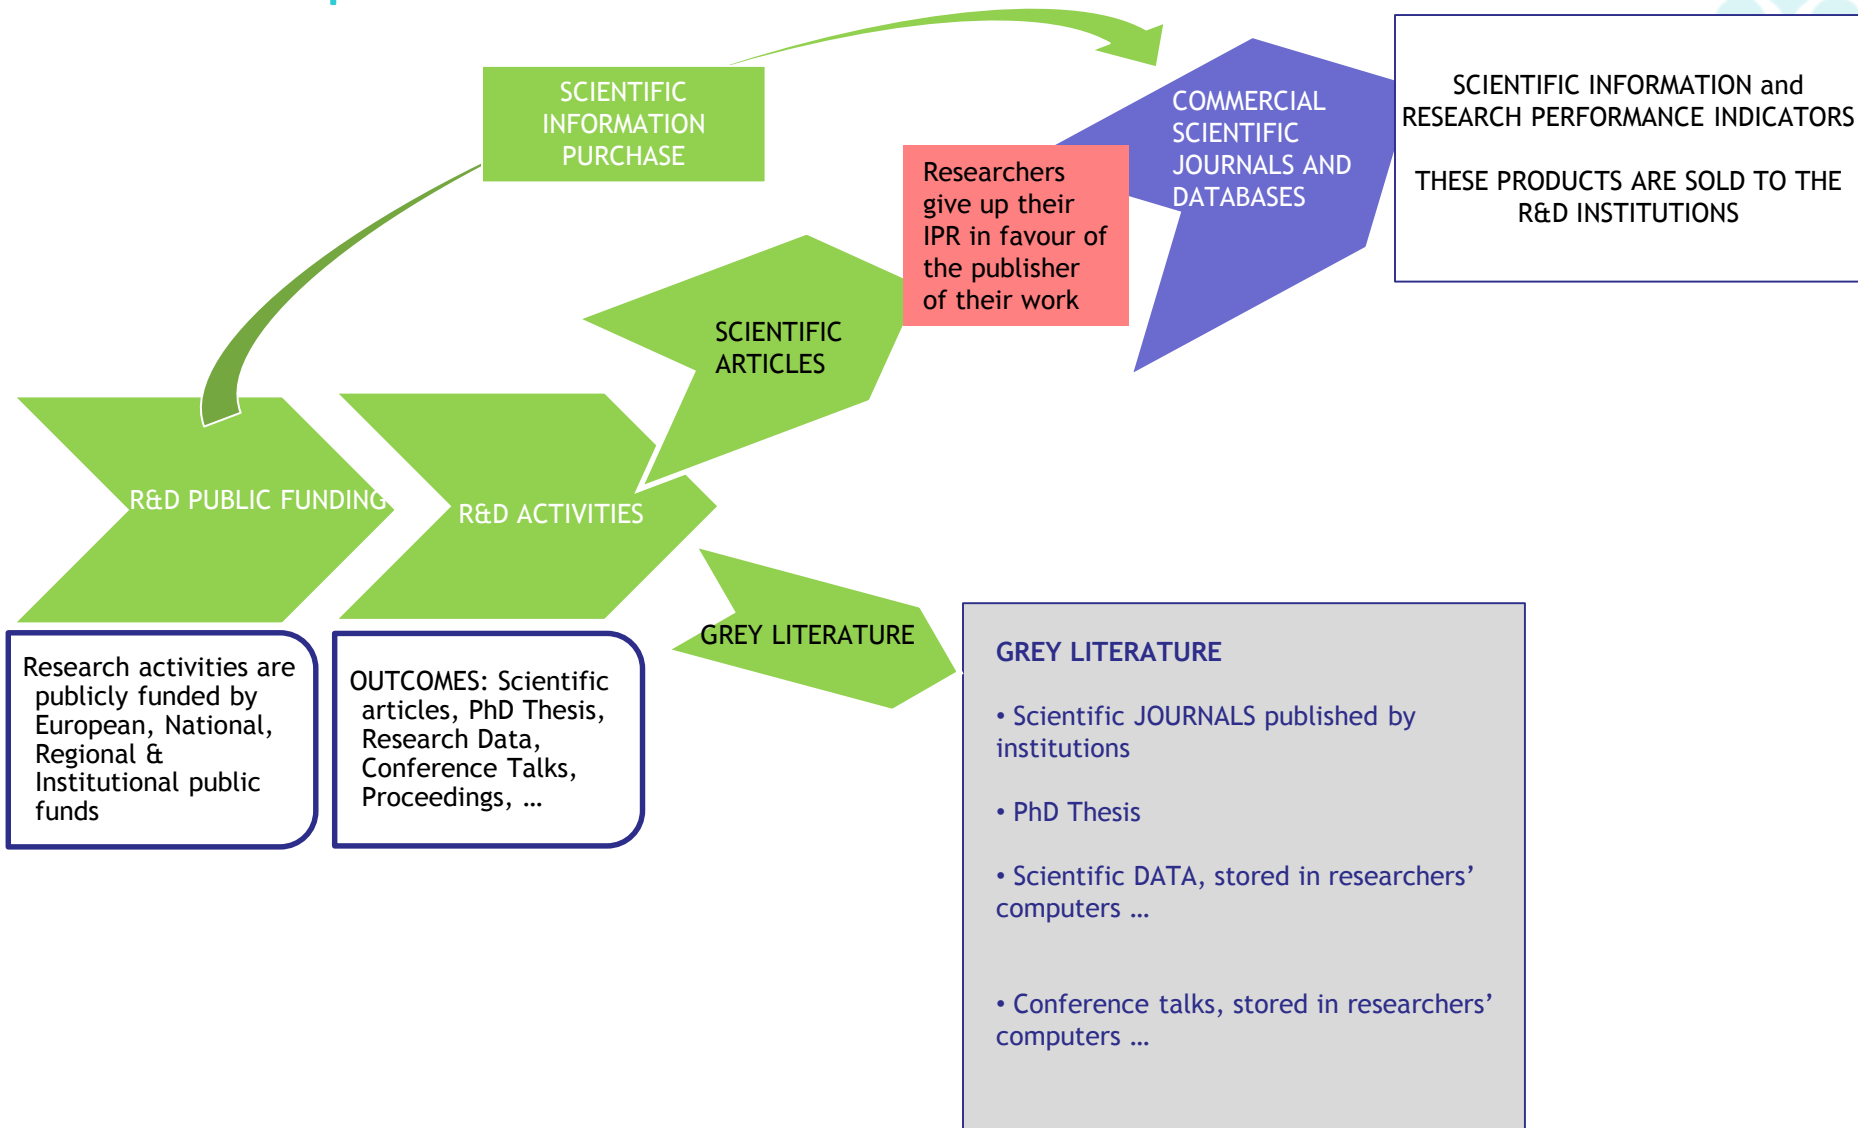 SCIENTIFIC
INFORMATION
PURCHASE
COMMERCIAL
SCIENTIFIC
JOURNALS AND
DATABASES
SCIENTIFIC INFORMATION and
RESEARCH PERFORMANCE INDICATORS
THESE PRODUCTS ARE SOLD TO THE
R&D INSTITUTIONS
Researchers
give up their
IPR in favour of
the publisher
of their work
SCIENTIFIC
ARTICLES
R&D PUBLIC FUNDING
R&D ACTIVITIES
GREY LITERATURE
Research activities are
publicly funded by
European, National,
Regional &
Institutional public
funds
OUTCOMES: Scientific
articles, PhD Thesis,
Research Data,
Conference Talks,
Proceedings, …
GREY LITERATURE
• Scientific JOURNALS published by
institutions
• PhD Thesis
• Scientific DATA, stored in researchers’
computers …
• Conference talks, stored in researchers’
computers …